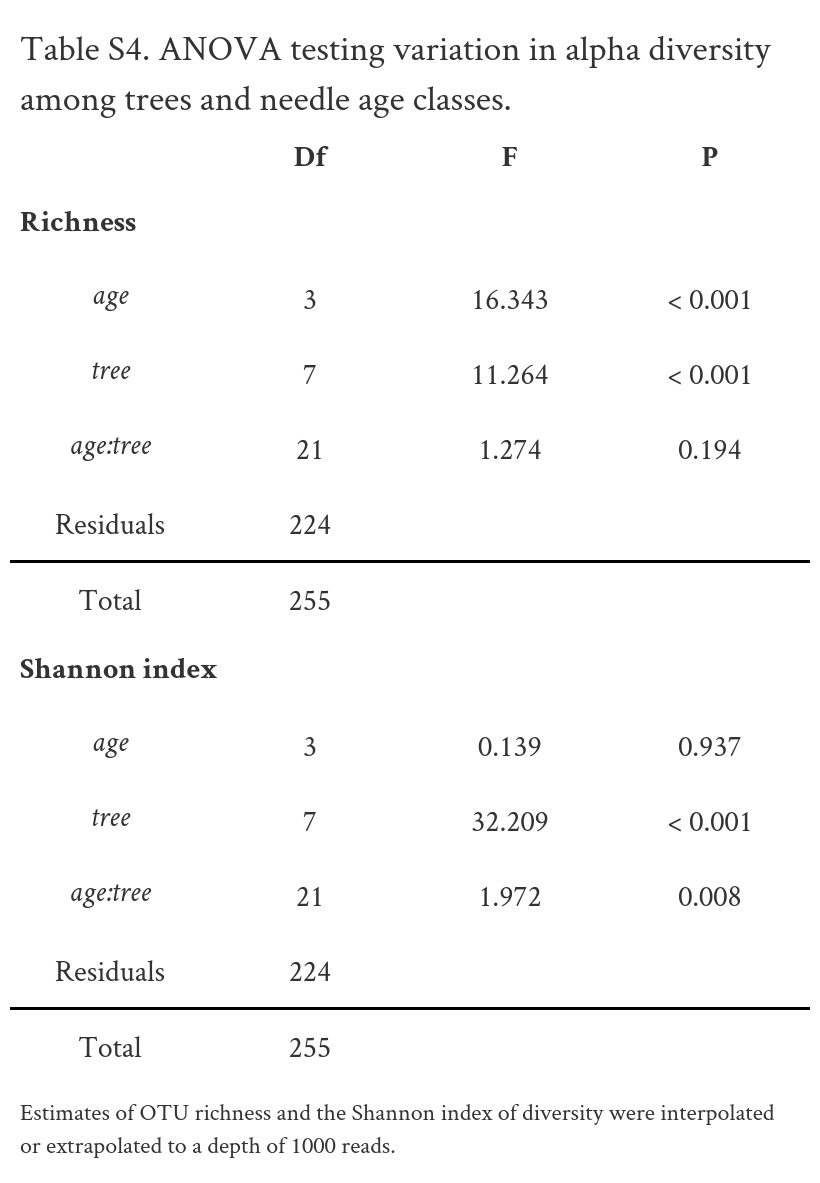 Table S4. ANOVA testing variation in alpha diversity
among trees and needle age classes.
Df F P
Richness
age 3 16.343 < 0.001
tree 7 11.264 < 0.001
age:tree 21 1.274 0.194
Residuals 224
Total 255
Shannon index
age 3 0.139 0.937
tree 7 32.209 < 0.001
age:tree 21 1.972 0.008
Residuals 224
Total 255
Estimates of OTU richness and the Shannon index of diversity were interpolated
or extrapolated to a depth of 1000 reads.